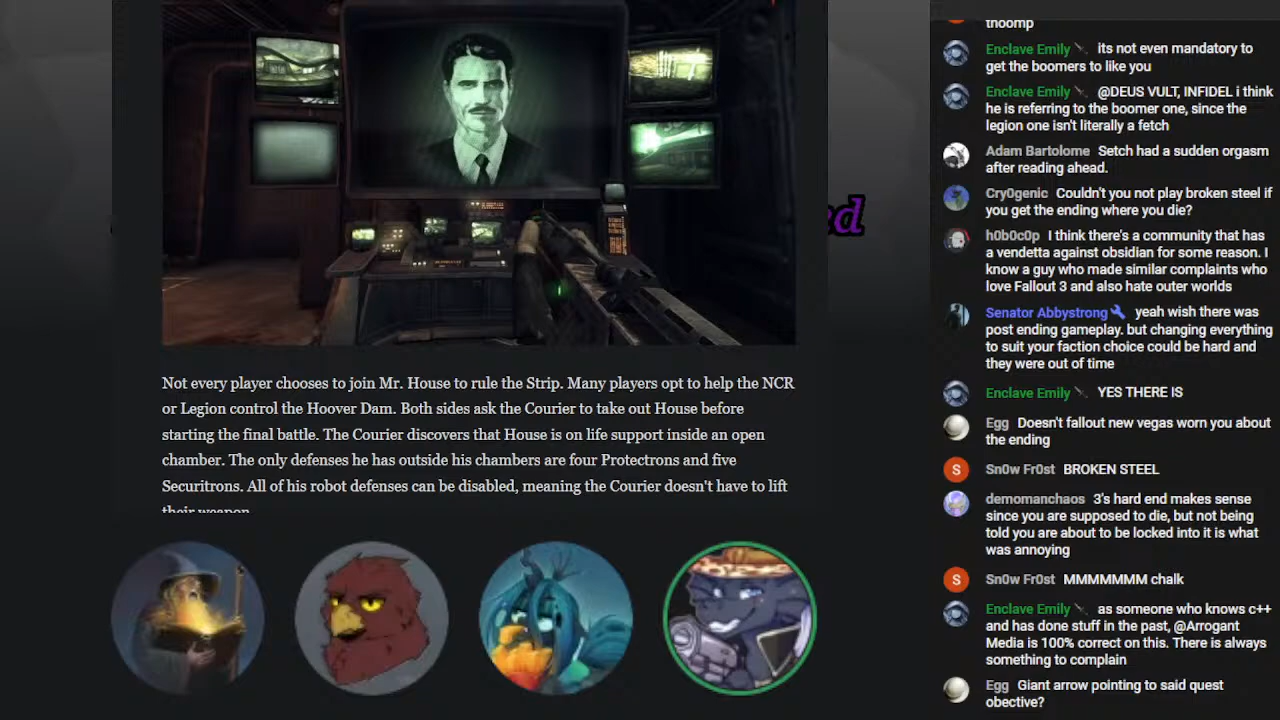 ed
Not every player chooses to join Mr. House to rule the Strip. Many players opt to help the NCR
or Legion control the Hoover Dam. Both sides ask the Courier to take out House before
starting the final battle. The Courier discovers that House is on life support inside an open
chamber. The only defenses he has outside his chambers are four Protectrons and five
Securitrons. All of his robot defenses can be disabled, meaning the Courier doesn't have to lift
their weapon.
thoomp
Enclave Emily its not even mandatory to
get the boomers to like you
Enclave Emily @DEUS VULT, INFIDEL i think
he is referring to the boomer one, since the
legion one isn't literally a fetch
Adam Bartolome Setch had a sudden orgasm
after reading ahead.
Cry0genic Couldn't you not play broken steel if
you get the ending where you die?
h0b0c0p I think there's a community that has
a vendetta against obsidian for some reason. I
know a guy who made similar complaints who
love Fallout 3 and also hate outer worlds
Senator Abbystrong yeah wish there was
post ending gameplay. but changing everything
to suit your faction choice could be hard and
they were out of time
Enclave Emily YES THERE IS
Egg Doesn't fallout new vegas worn you about
the ending
S Sn0w Fr0st BROKEN STEEL
demomanchaos 3's hard end makes sense
since you are supposed to die, but not being
told you are about to be locked into it is what
was annoying
S Sn0w Fr0st MMMMMMM chalk
Enclave Emily as someone who knows c++
and has done stuff in the past, @Arrogant
Media is 100% correct on this. There is always
something to complain
Egg Giant arrow pointing to said quest
obective?